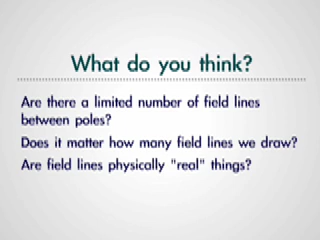 What do you think?
Are there a limited number of field lines
between poles?
Does it matter how many field lines we draw?
Are field lines physically "real" things?